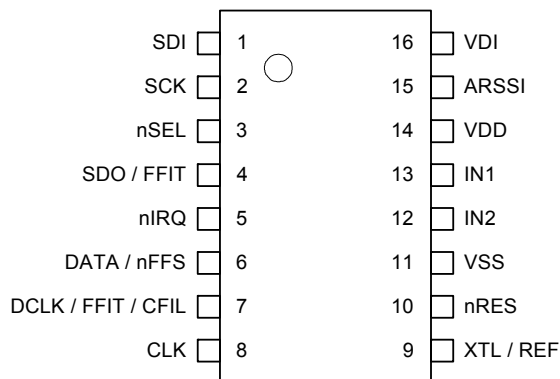 SDI 1 16 VDI
SCK 2 15 ARSSI
nSEL 3 14 VDD
SDO / FFIT 4 13 IN1
nIRQ 5 12 IN2
DATA / nFFS 6 11 VSS
DCLK / FFIT / CFIL 7 10 nRES
CLK 8 9 XTL / REF